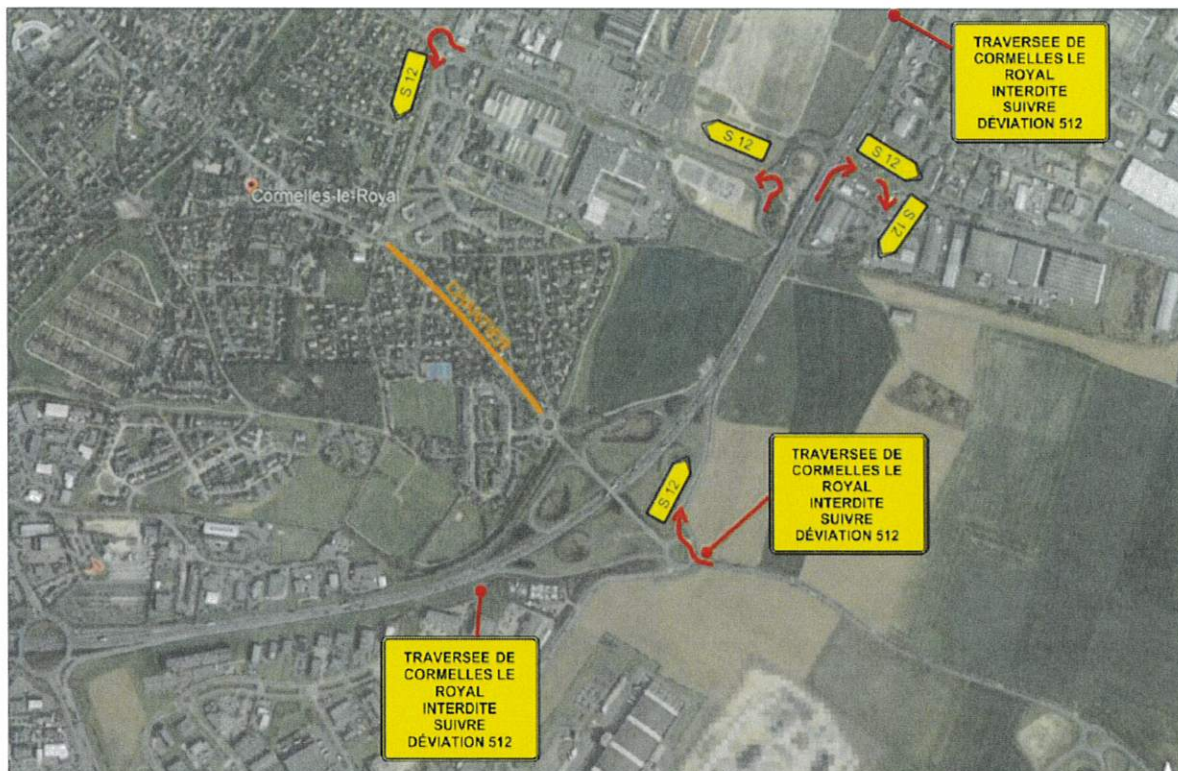 TRAVERSEE DE
CORMELLES LE
ROYAL
INTERDITE
SUIVRE
DÉVIATION 512
S 12
S 12
S 12
S 12
Cormelles-le-Royal
Chantier
TRAVERSEE DE
CORMELLES LE
ROYAL
INTERDITE
SUIVRE
DÉVIATION 512
S 12
TRAVERSEE DE
CORMELLES LE
ROYAL
INTERDITE
SUIVRE
DÉVIATION 512